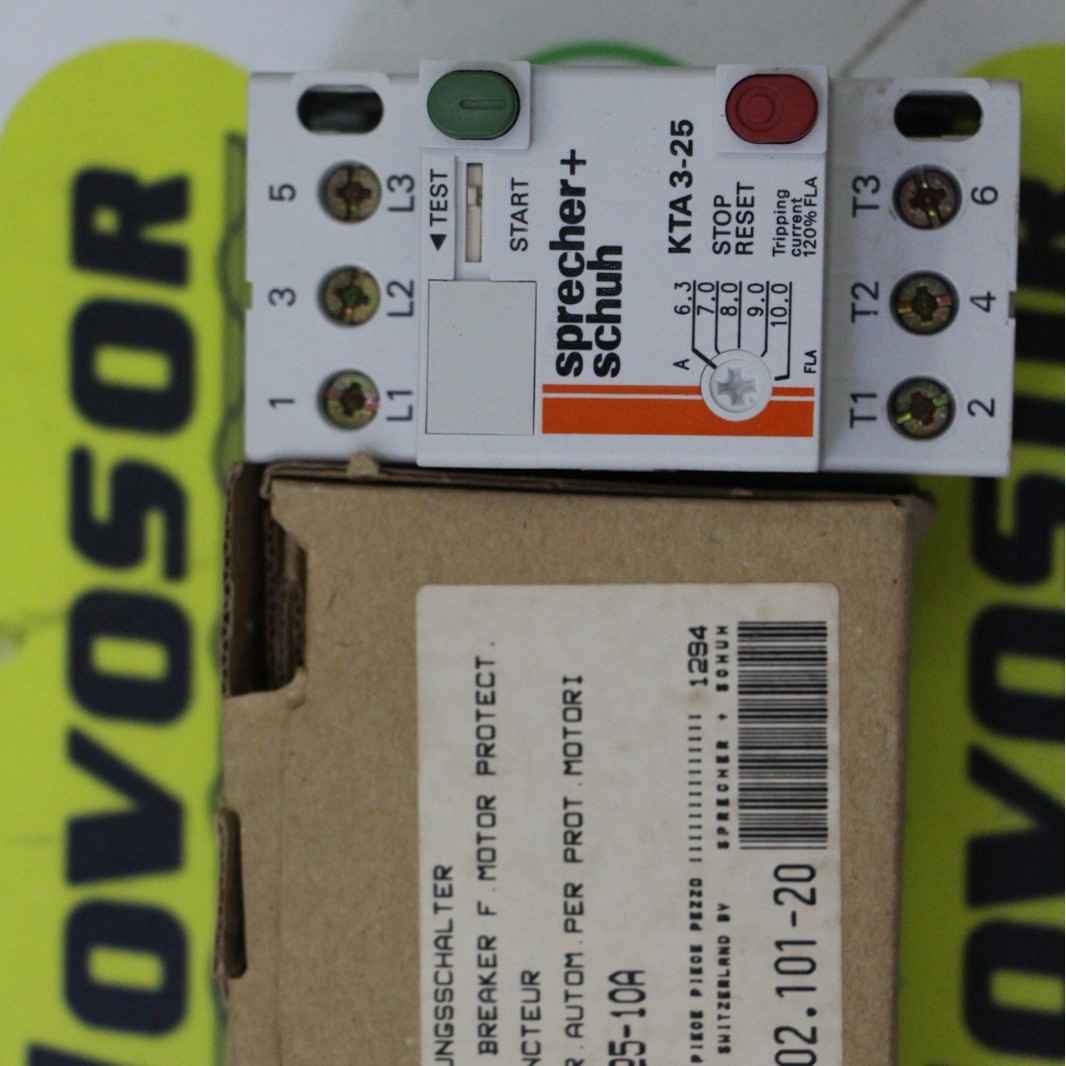 5 L3
3 L2
1 L1
◄TEST
START
sprecher+
schuh
KTA 3-25
STOP
RESET
Tripping
current
120% FLA
A
6.3
7.0
8.0
9.0
10.0
FLA
T3 6
T2 4
T1 2
BREAKER F.MOTOR PROTECT.
AUTOM.PER PROT.MOTORI
25-10A
PIECE PIECE PEZZO
1294
SWITZERLAND BY SPRECHER + SCHUH
02.101-20
OVOSOR
OVOSUR